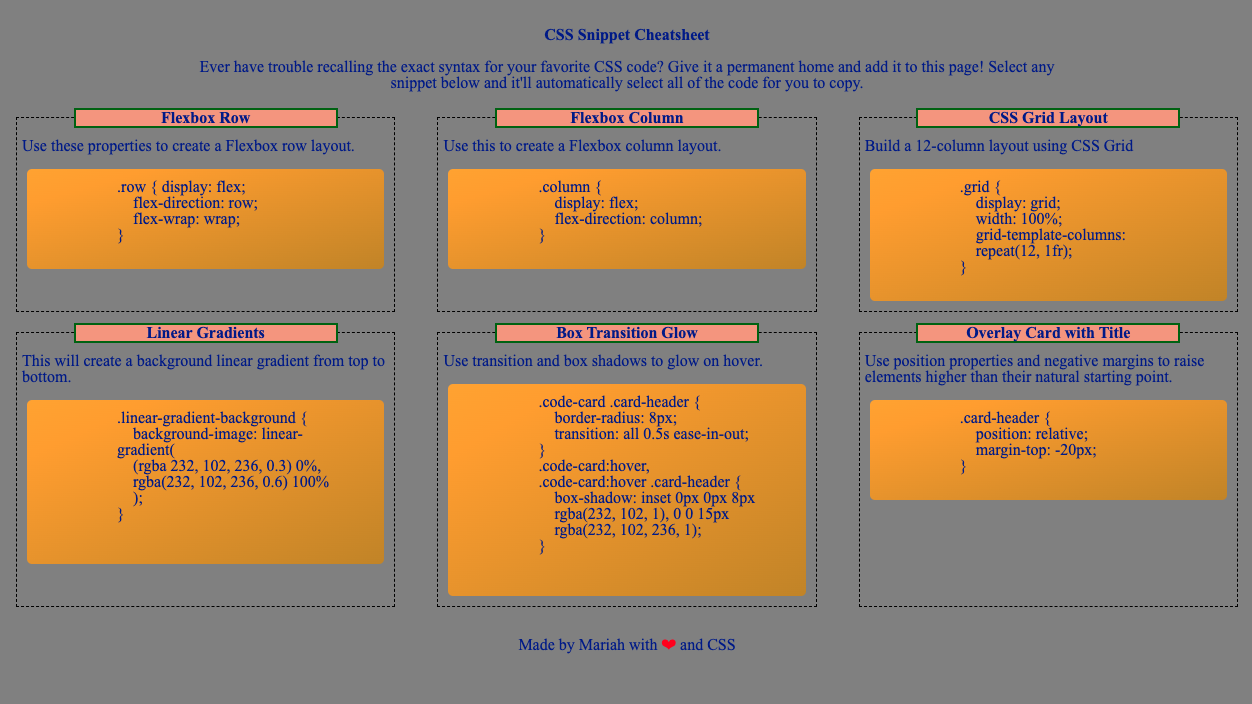 CSS Snippet Cheatsheet
Ever have trouble recalling the exact syntax for your favorite CSS code? Give it a permanent home and add it to this page! Select any
snippet below and it'll automatically select all of the code for you to copy.
Flexbox Row
Use these properties to create a Flexbox row layout.
.row { display: flex;
flex-direction: row;
flex-wrap: wrap;
}
Flexbox Column
Use this to create a Flexbox column layout.
.column {
display: flex;
flex-direction: column;
}
CSS Grid Layout
Build a 12-column layout using CSS Grid
.grid {
display: grid;
width: 100%;
grid-template-columns:
repeat(12, 1fr);
}
Linear Gradients
This will create a background linear gradient from top to
bottom.
.linear-gradient-background {
background-image: linear-
gradient(
(rgba 232, 102, 236, 0.3) 0%,
rgba(232, 102, 236, 0.6) 100%
);
}
Box Transition Glow
Use transition and box shadows to glow on hover.
.code-card .card-header {
border-radius: 8px;
transition: all 0.5s ease-in-out;
}
.code-card:hover,
.code-card:hover .card-header {
box-shadow: inset 0px 0px 8px
rgba(232, 102, 1), 0 0 15px
rgba(232, 102, 236, 1);
}
Overlay Card with Title
Use position properties and negative margins to raise
elements higher than their natural starting point.
.card-header {
position: relative;
margin-top: -20px;
}
Made by Mariah with ❤ and CSS